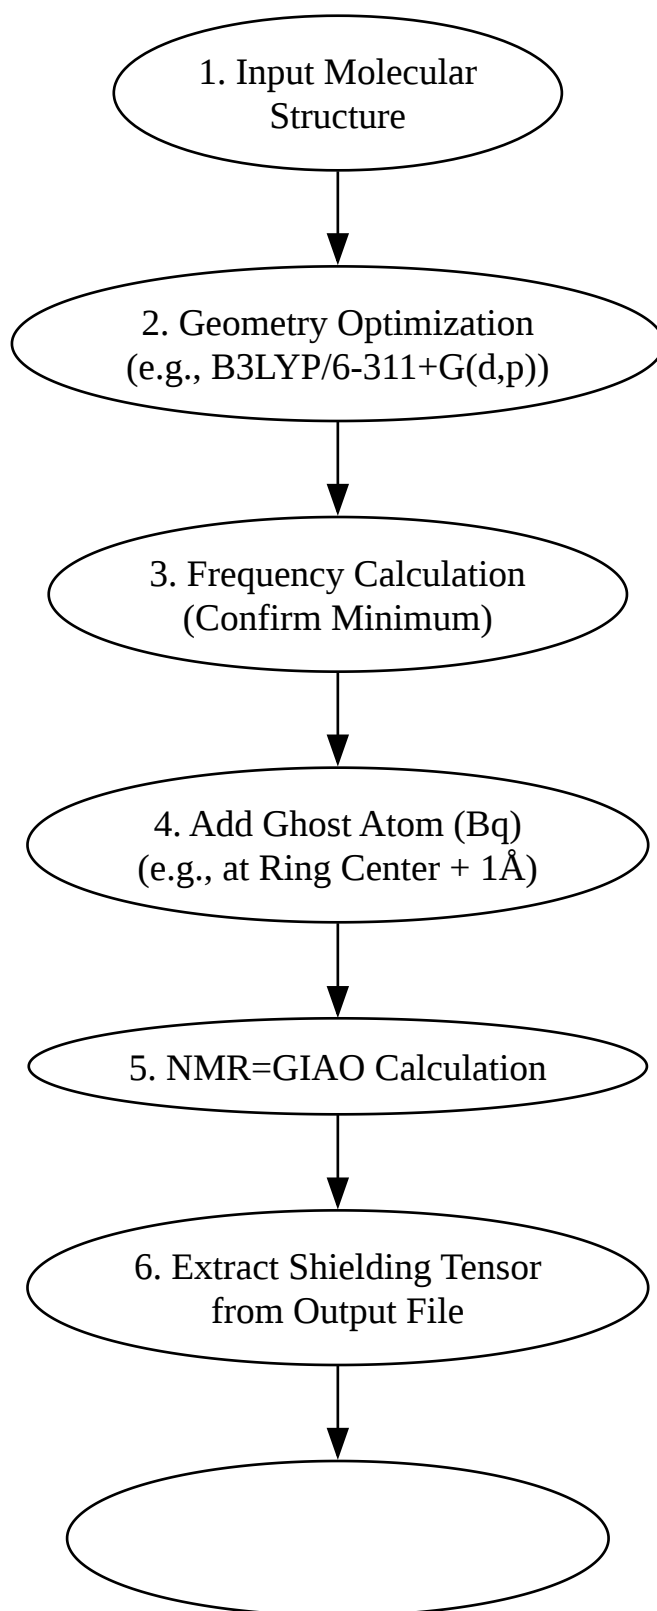 1. Input Molecular
Structure
2. Geometry Optimization
(e.g., B3LYP/6-311+G(d,p))
3. Frequency Calculation
(Confirm Minimum)
4. Add Ghost Atom (Bq)
(e.g., at Ring Center + 1Å)
5. NMR=GIAO Calculation
6. Extract Shielding Tensor
from Output File